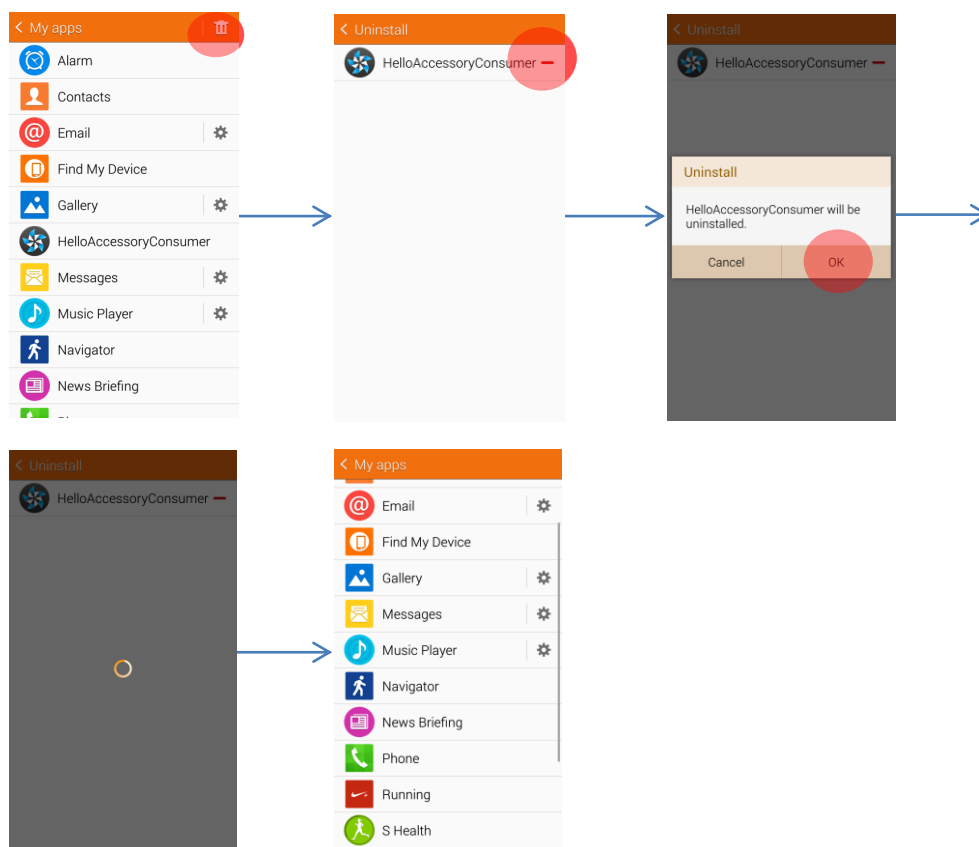 My apps
Alarm
Contacts
Email
Find My Device
Gallery
HelloAccessoryConsumer
Messages
Music Player
Navigator
News Briefing
Uninstall
HelloAccessoryConsumer
Uninstall
HelloAccessoryConsumer
Uninstall
HelloAccessoryConsumer will be
uninstalled.
Cancel OK
Uninstall
HelloAccessoryConsumer
My apps
Email
Find My Device
Gallery
Messages
Music Player
Navigator
News Briefing
Phone
Running
S Health